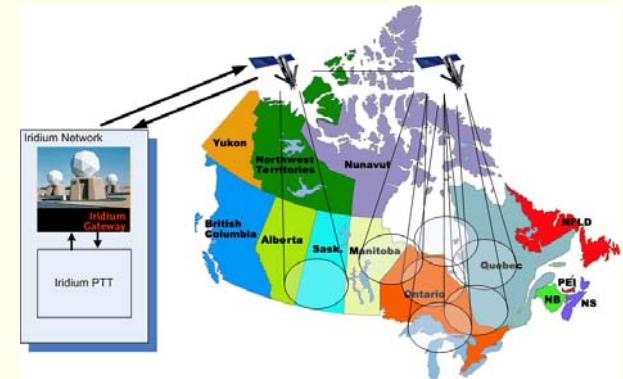 Iridium Network
Iridium
Gateway
Iridium PTT
Yukon
Northwest
Territories
Nunavut
British
Columbia
Alberta
Sask.
Manitoba
Ontario
Quebec
NFLD
PEI
NB
NS